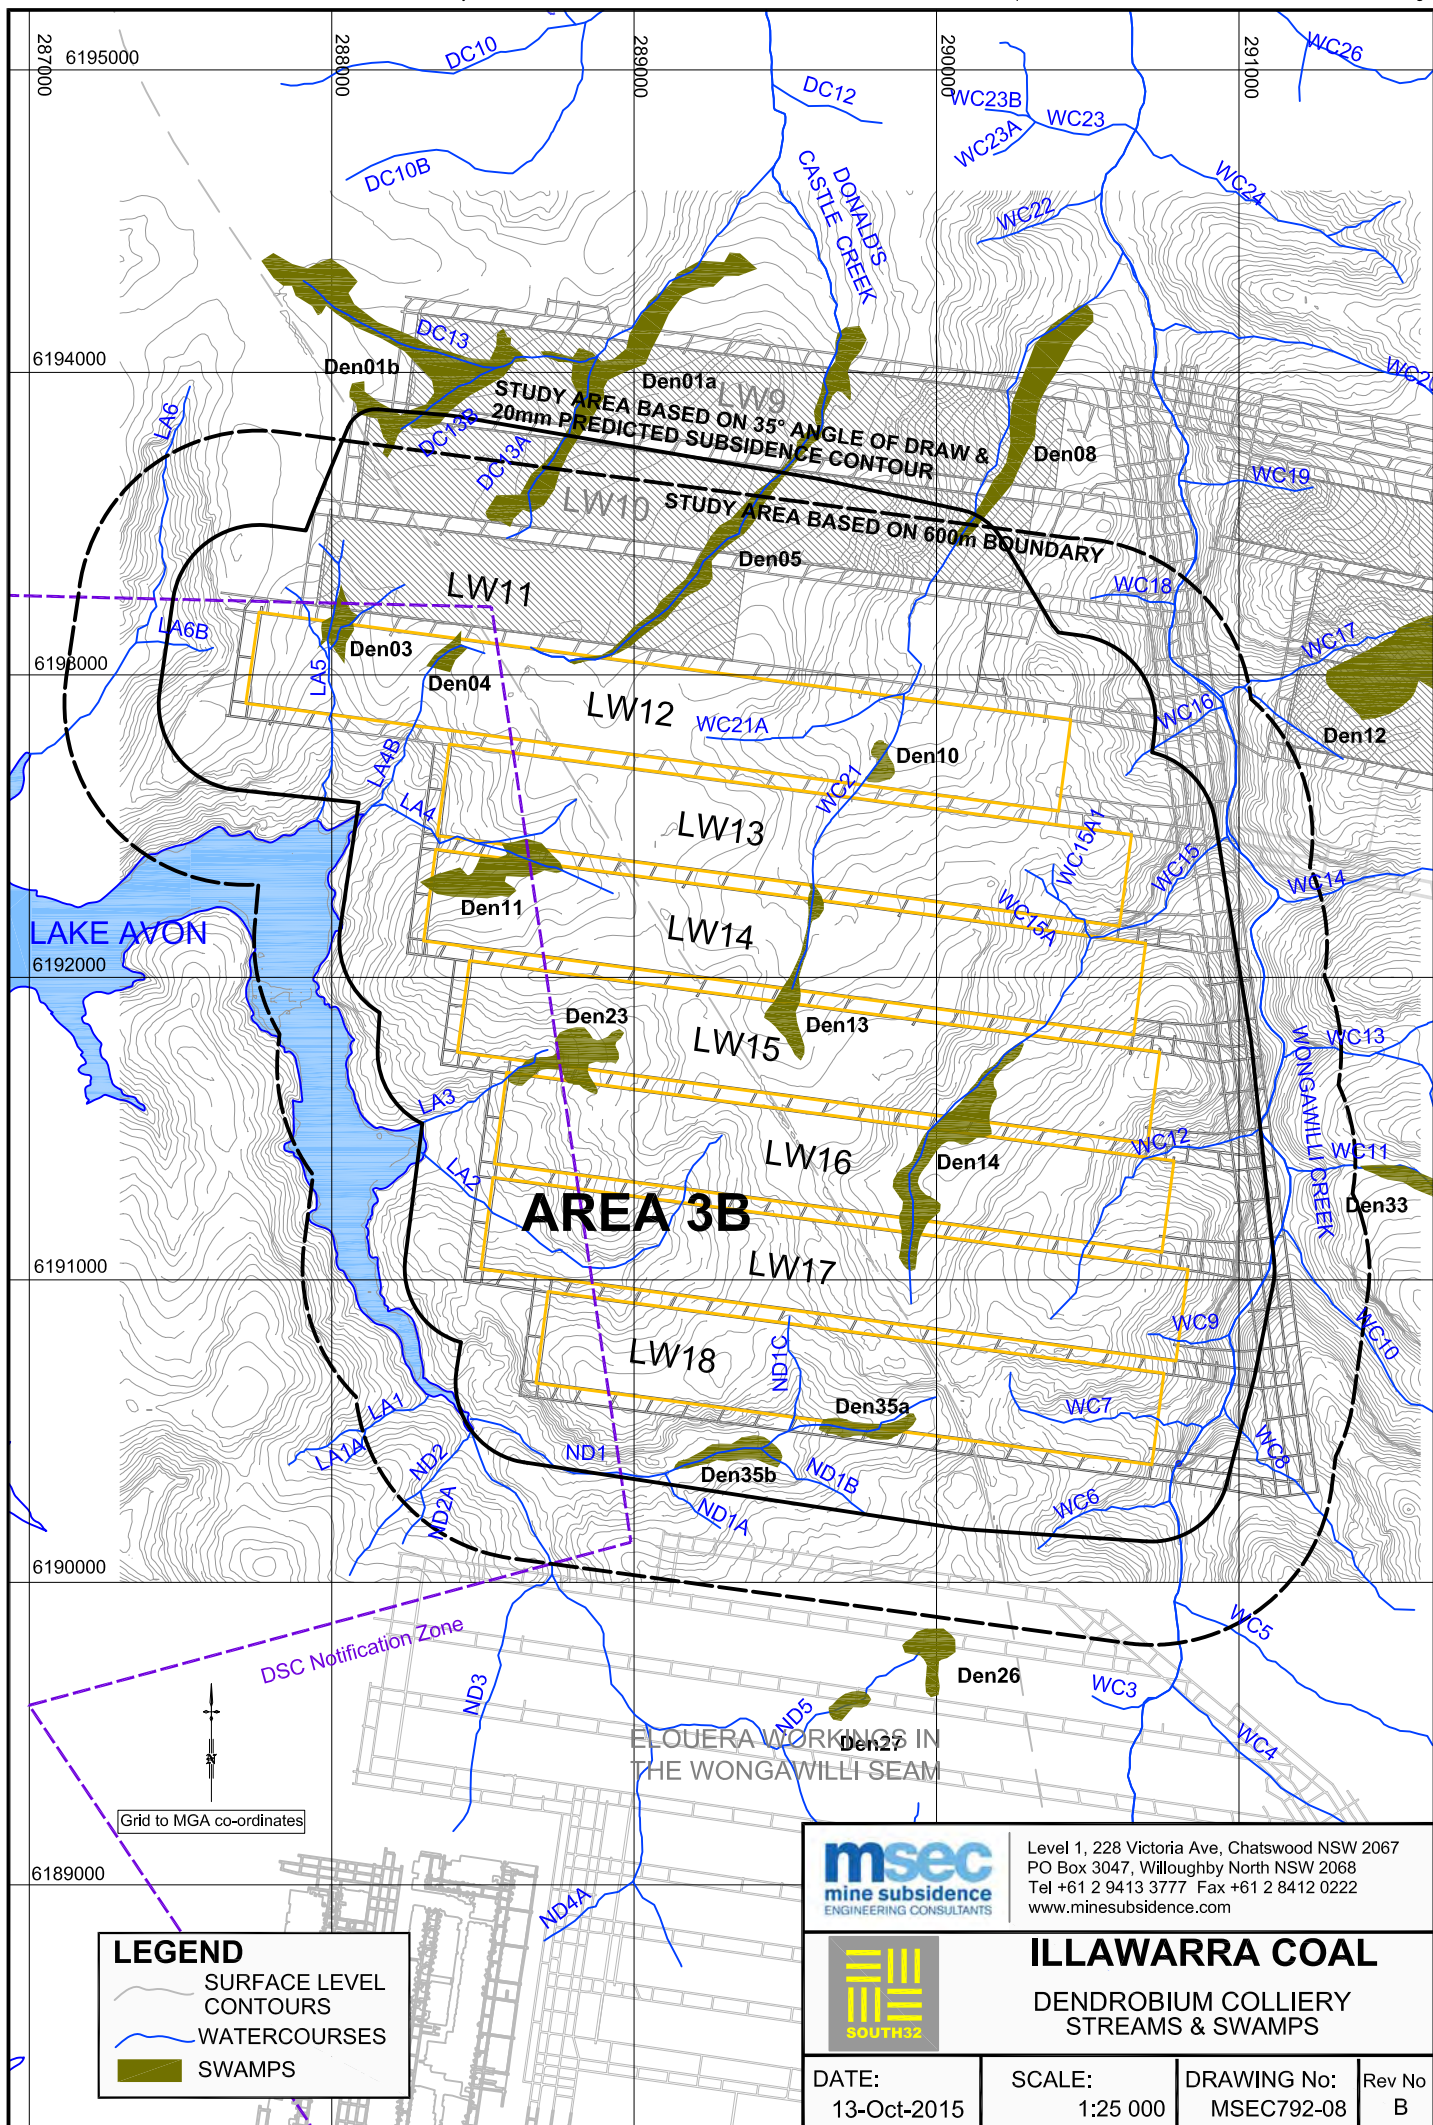 287000
288000
289000
290000
291000
6195000
DC10
DC12
DC10B
WC26
WC23B
WC23
WC23A
WC24
WC22
DONALD'S
CASTLE CREEK
6194000
DC13
Den01b
Den01a
LW9
STUDY AREA BASED ON 35° ANGLE OF DRAW &
20mm PREDICTED SUBSIDENCE CONTOUR
LA6
DC13B
DC13A
Den08
WC19
LW10
STUDY AREA BASED ON 600m BOUNDARY
Den05
LW11
WC18
LA6B
Den03
WC17
6193000
LA5
Den04
LW12
WC21A
WC16
Den12
Den10
LA4B
WC21
LA4
LW13
WC15A1
WC15
WC14
Den11
WC15A
LAKE AVON
LW14
6192000
Den23
Den13
LW15
WC13
WONGAWILLI CREEK
LA3
WC12
LW16
Den14
WC11
LA2
Den33
AREA 3B
6191000
LW17
WC9
WC10
ND1C
LW18
LA1
Den35a
WC7
LA1A
ND2
ND1
Den35b
ND1B
WC8
ND2A
ND1A
WC6
6190000
DSC Notification Zone
WC5
ND3
Den26
WC3
ND5
Den27
WC4
ELOUERA WORKINGS IN
THE WONGAWILLI SEAM
N
Grid to MGA co-ordinates
6189000
ND4A
LEGEND
SURFACE LEVEL
CONTOURS
WATERCOURSES
SWAMPS
msec
mine subsidence
ENGINEERING CONSULTANTS
Level 1, 228 Victoria Ave, Chatswood NSW 2067
PO Box 3047, Willoughby North NSW 2068
Tel +61 2 9413 3777 Fax +61 2 8412 0222
www.minesubsidence.com
SOUTH32
ILLAWARRA COAL
DENDROBIUM COLLIERY
STREAMS & SWAMPS
DATE:
13-Oct-2015
SCALE:
1:25 000
DRAWING No:
MSEC792-08
Rev No
B